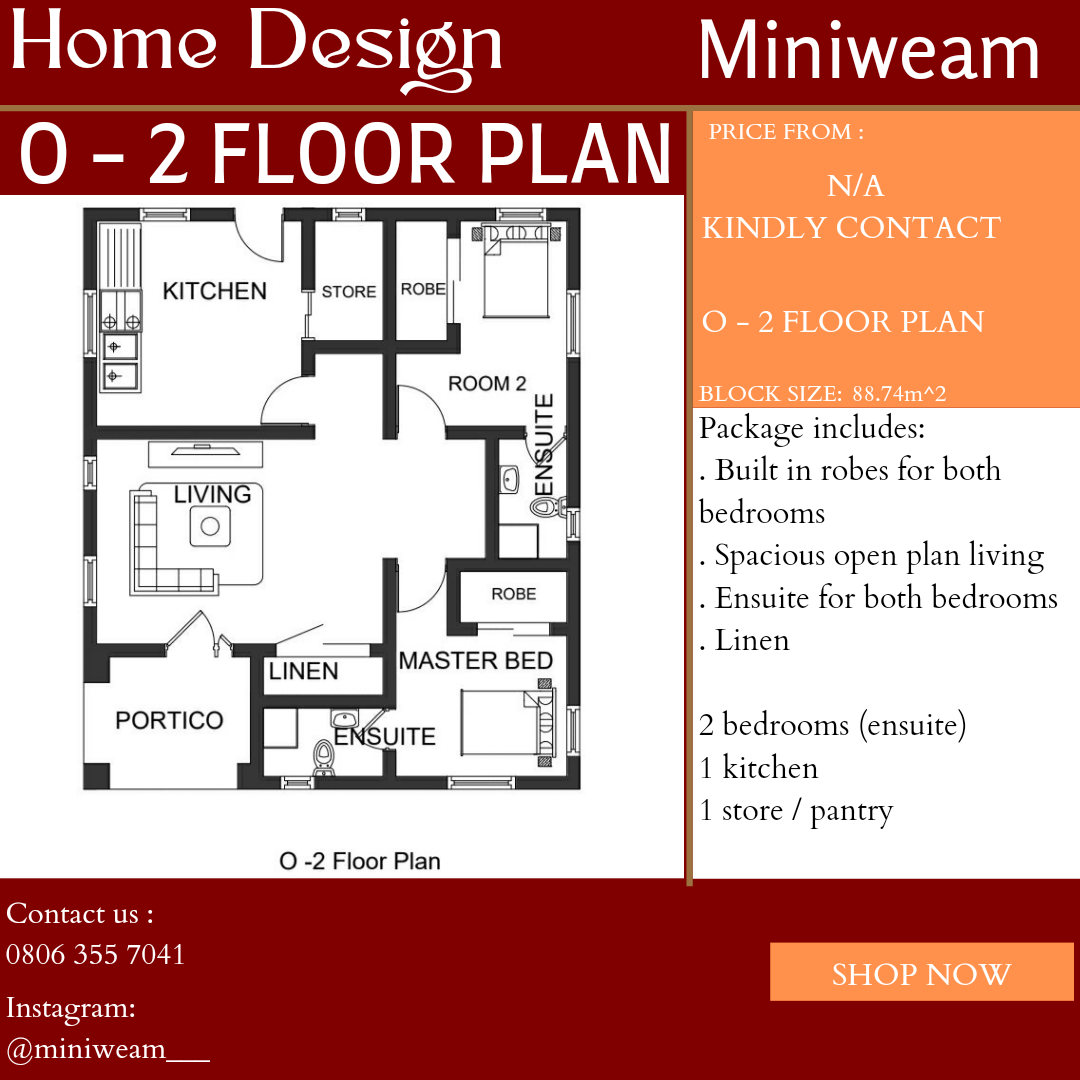 Home Design
Miniweam
O - 2 FLOOR PLAN
PRICE FROM :
N/A
KINDLY CONTACT
O - 2 FLOOR PLAN
BLOCK SIZE: 88.74m^2
KITCHEN
STORE
ROBE
ROOM 2
ENSUITE
LIVING
ROBE
LINEN
MASTER BED
PORTICO
ENSUITE
O -2 Floor Plan
Package includes:
. Built in robes for both
bedrooms
. Spacious open plan living
. Ensuite for both bedrooms
. Linen
2 bedrooms (ensuite)
1 kitchen
1 store / pantry
Contact us :
0806 355 7041
Instagram:
@miniweam___
SHOP NOW